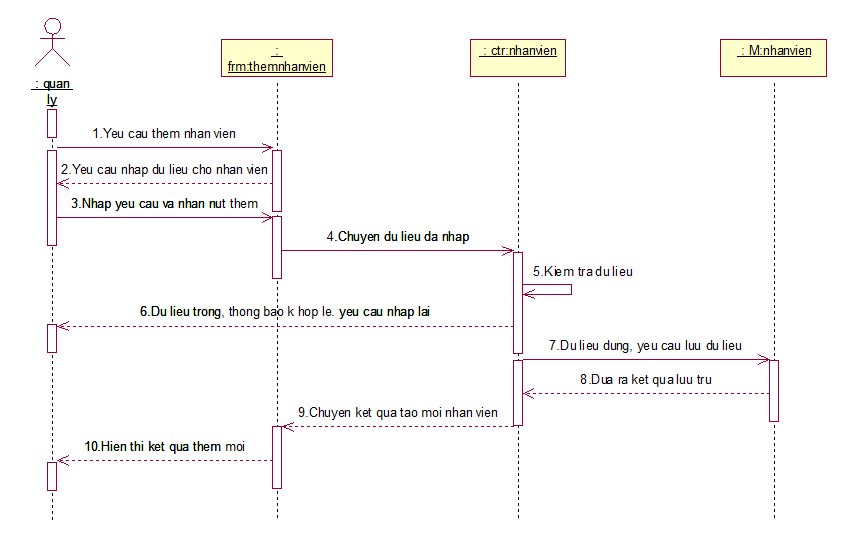 :
frm:themnhanvien
: ctr:nhanvien
: M:nhanvien
: quan
ly
1.Yeu cau them nhan vien
2.Yeu cau nhap du lieu cho nhan vien
3.Nhap yeu cau va nhan nut them
4.Chuyen du lieu da nhap
5.Kiem tra du lieu
6.Du lieu trong, thong bao k hop le. yeu cau nhap lai
7.Du lieu dung, yeu cau luu du lieu
8.Dua ra ket qua luu tru
9.Chuyen ket qua tao moi nhan vien
10.Hien thi ket qua them moi